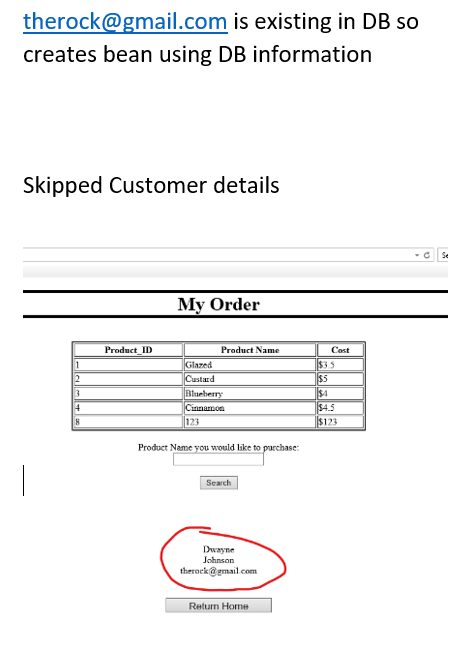 therock@gmail.com is existing in DB so
creates bean using DB information
Skipped Customer details
Se
My Order
Product_ID Product Name Cost
1 Glazed $3.5
2 Custard $5
3 Blueberry $4
4 Cinnamon $4.5
8 123 $123
Product Name you would like to purchase:
Search
Dwayne
Johnson
therock@gmail.com
Return Home